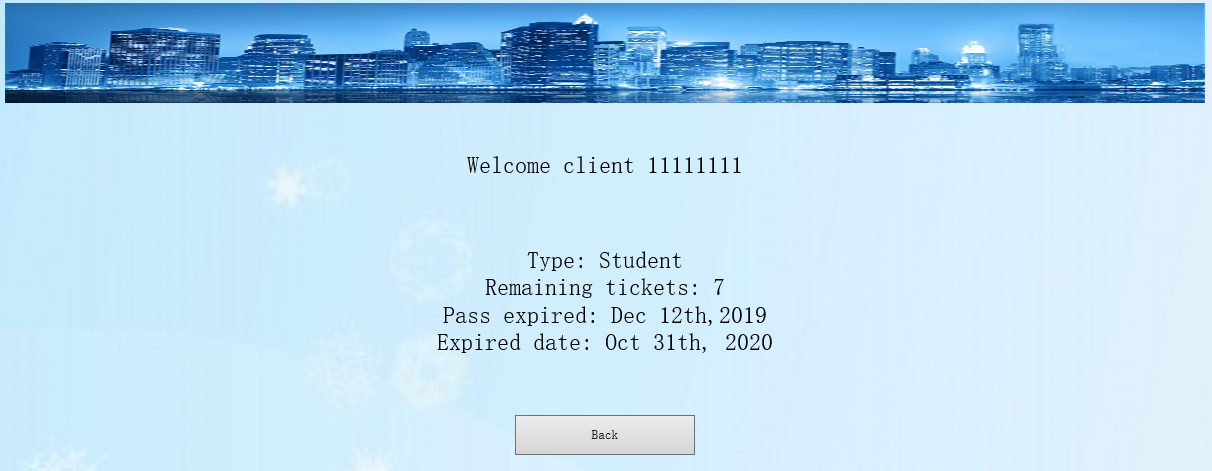 Welcome client 11111111
Type: Student
Remaining tickets: 7
Pass expired: Dec 12th,2019
Expired date: Oct 31th, 2020
Back